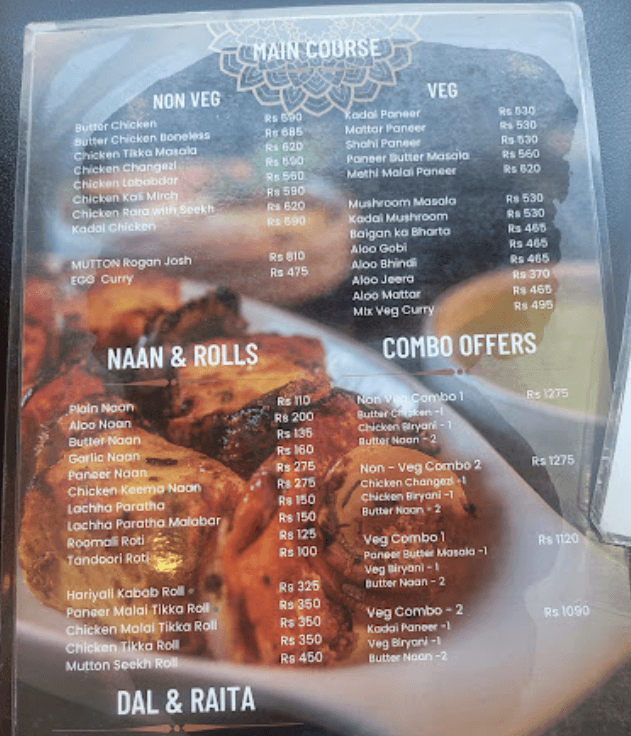 MAIN COURSE
NON VEG
Butter Chicken Rs 590
Butter Chicken Boneless Rs 685
Chicken Tikka Masala Rs 620
Chicken Changezi Rs 590
Chicken Lababdar Rs 560
Chicken Kali Mirch Rs 590
Chicken Rara with Seekh Rs 620
Kadai Chicken Rs 590
MUTTON Rogan Josh Rs 810
EGG Curry Rs 475
VEG
Kadai Paneer Rs 530
Mattar Paneer Rs 530
Shahi Paneer Rs 530
Paneer Butter Masala Rs 560
Methi Malai Paneer Rs 620
Mushroom Masala Rs 530
Kadai Mushroom Rs 530
Baigan ka Bharta Rs 465
Aloo Gobi Rs 465
Aloo Bhindi Rs 465
Aloo Jeera Rs 370
Aloo Mattar Rs 465
Mix Veg Curry Rs 495
NAAN & ROLLS
Plain Naan Rs 110
Aloo Naan Rs 200
Butter Naan Rs 135
Garlic Naan Rs 160
Paneer Naan Rs 275
Chicken Keema Naan Rs 275
Lachha Paratha Rs 150
Lachha Paratha Malabar Rs 150
Roomali Roti Rs 125
Tandoori Roti Rs 100
Hariyali Kabab Roll Rs 325
Paneer Malai Tikka Roll Rs 350
Chicken Malai Tikka Roll Rs 350
Chicken Tikka Roll Rs 350
Mutton Seekh Roll Rs 450
COMBO OFFERS
Non Veg Combo 1 Rs 1275
Butter Chicken -1
Chicken Biryani - 1
Butter Naan - 2
Non - Veg Combo 2 Rs 1275
Chicken Changezi -1
Chicken Biryani -1
Butter Naan - 2
Veg Combo 1 Rs 1120
Paneer Butter Masala -1
Veg Biryani - 1
Butter Naan - 2
Veg Combo - 2 Rs 1090
Kadai Paneer -1
Veg Biryani -1
Butter Naan -2
DAL & RAITA